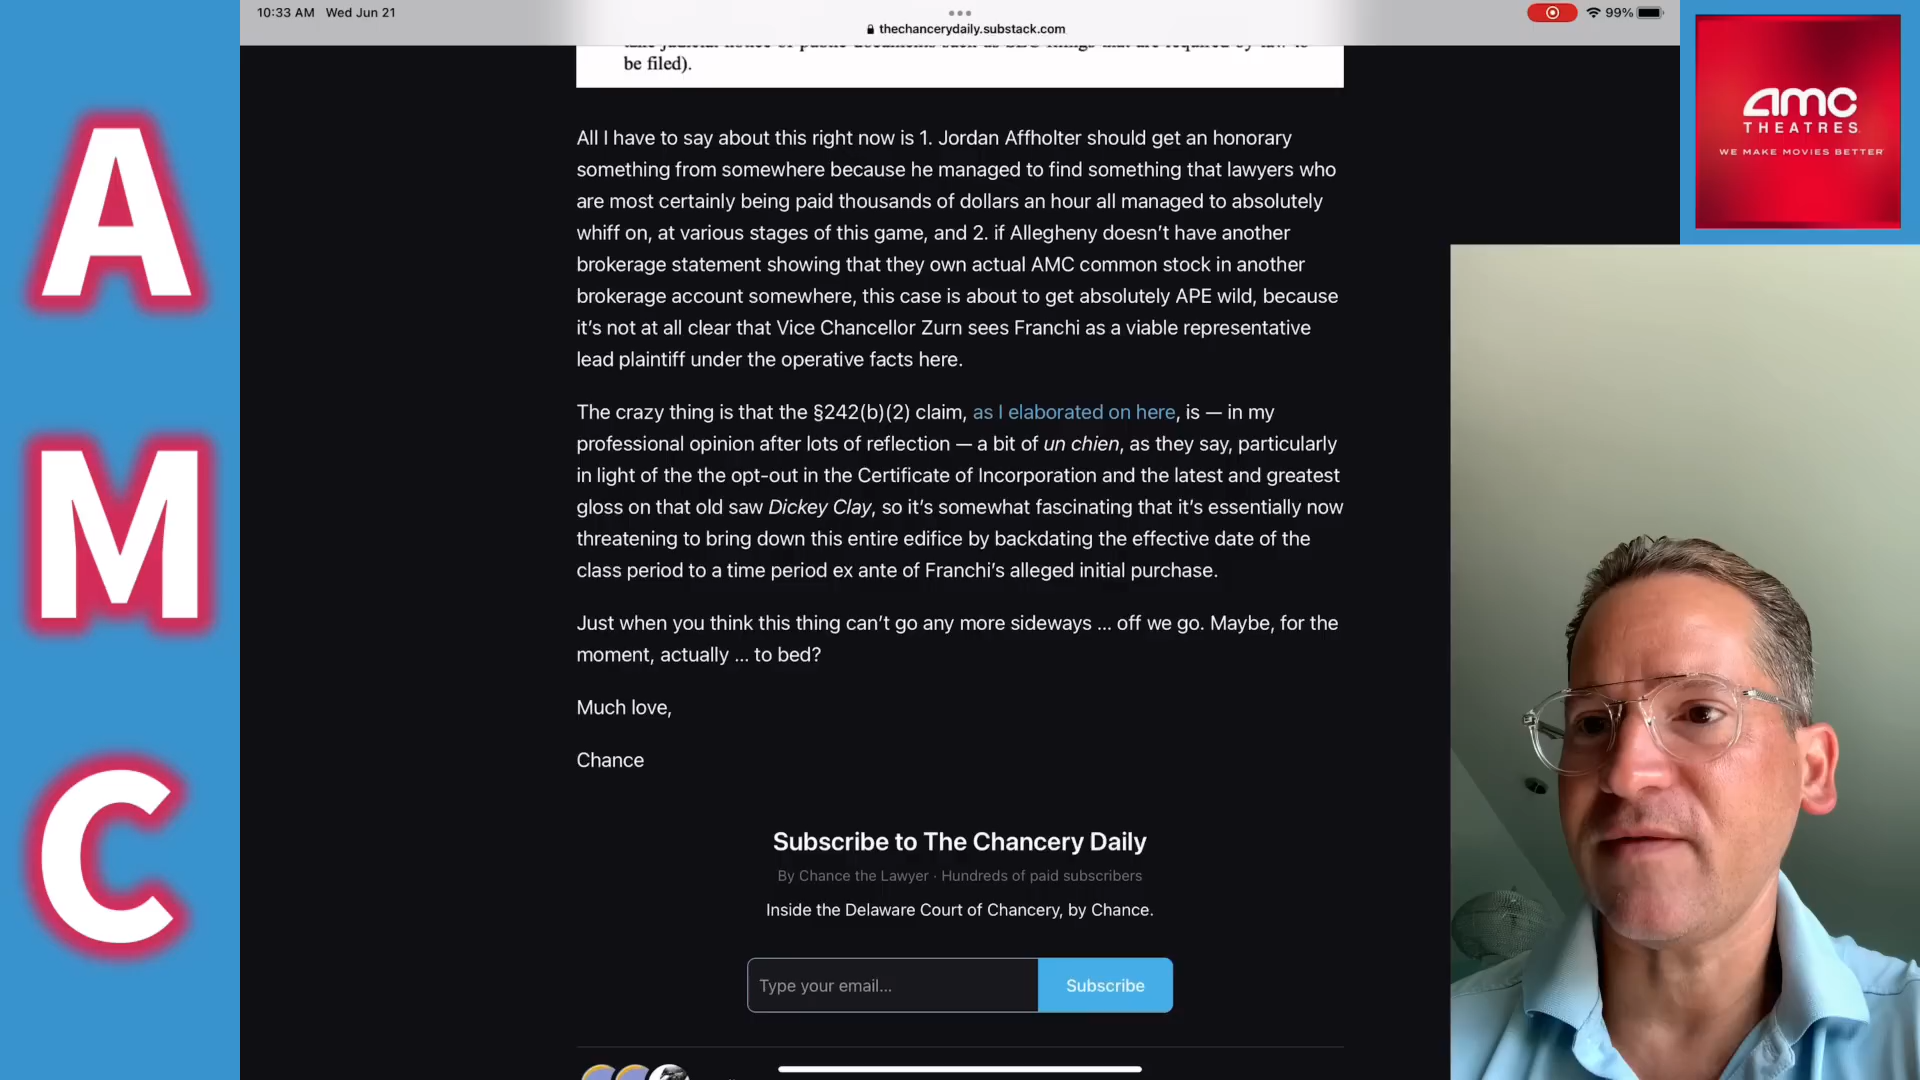 10:33 AM Wed Jun 21
99%
thechancerydaily.substack.com
be filed).
All I have to say about this right now is 1. Jordan Affholter should get an honorary
something from somewhere because he managed to find something that lawyers who
are most certainly being paid thousands of dollars an hour all managed to absolutely
whiff on, at various stages of this game, and 2. if Allegheny doesn’t have another
brokerage statement showing that they own actual AMC common stock in another
brokerage account somewhere, this case is about to get absolutely APE wild, because
it’s not at all clear that Vice Chancellor Zurn sees Franchi as a viable representative
lead plaintiff under the operative facts here.
The crazy thing is that the §242(b)(2) claim, as I elaborated on here, is — in my
professional opinion after lots of reflection — a bit of un chien, as they say, particularly
in light of the the opt-out in the Certificate of Incorporation and the latest and greatest
gloss on that old saw Dickey Clay, so it’s somewhat fascinating that it’s essentially now
threatening to bring down this entire edifice by backdating the effective date of the
class period to a time period ex ante of Franchi’s alleged initial purchase.
Just when you think this thing can’t go any more sideways ... off we go. Maybe, for the
moment, actually ... to bed?
Much love,
Chance
Subscribe to The Chancery Daily
By Chance the Lawyer · Hundreds of paid subscribers
Inside the Delaware Court of Chancery, by Chance.
Type your email...
Subscribe
A
M
C
amc
THEATRES
WE MAKE MOVIES BETTER